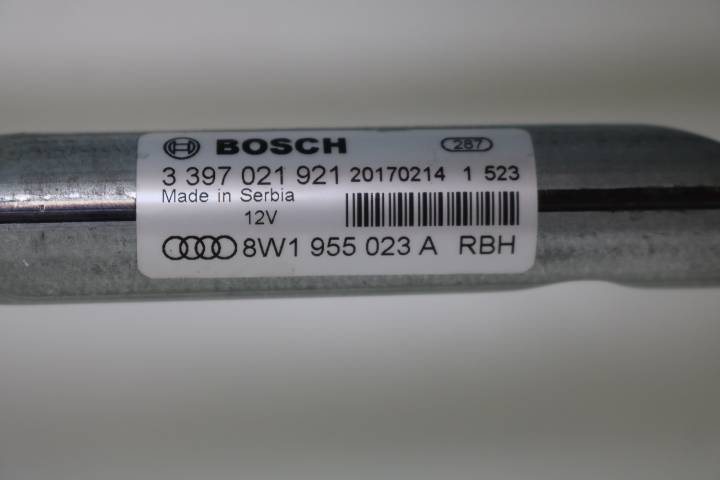 BOSCH 287
3 397 021 921 20170214 1 523
Made in Serbia
12V
8W1 955 023 A RBH